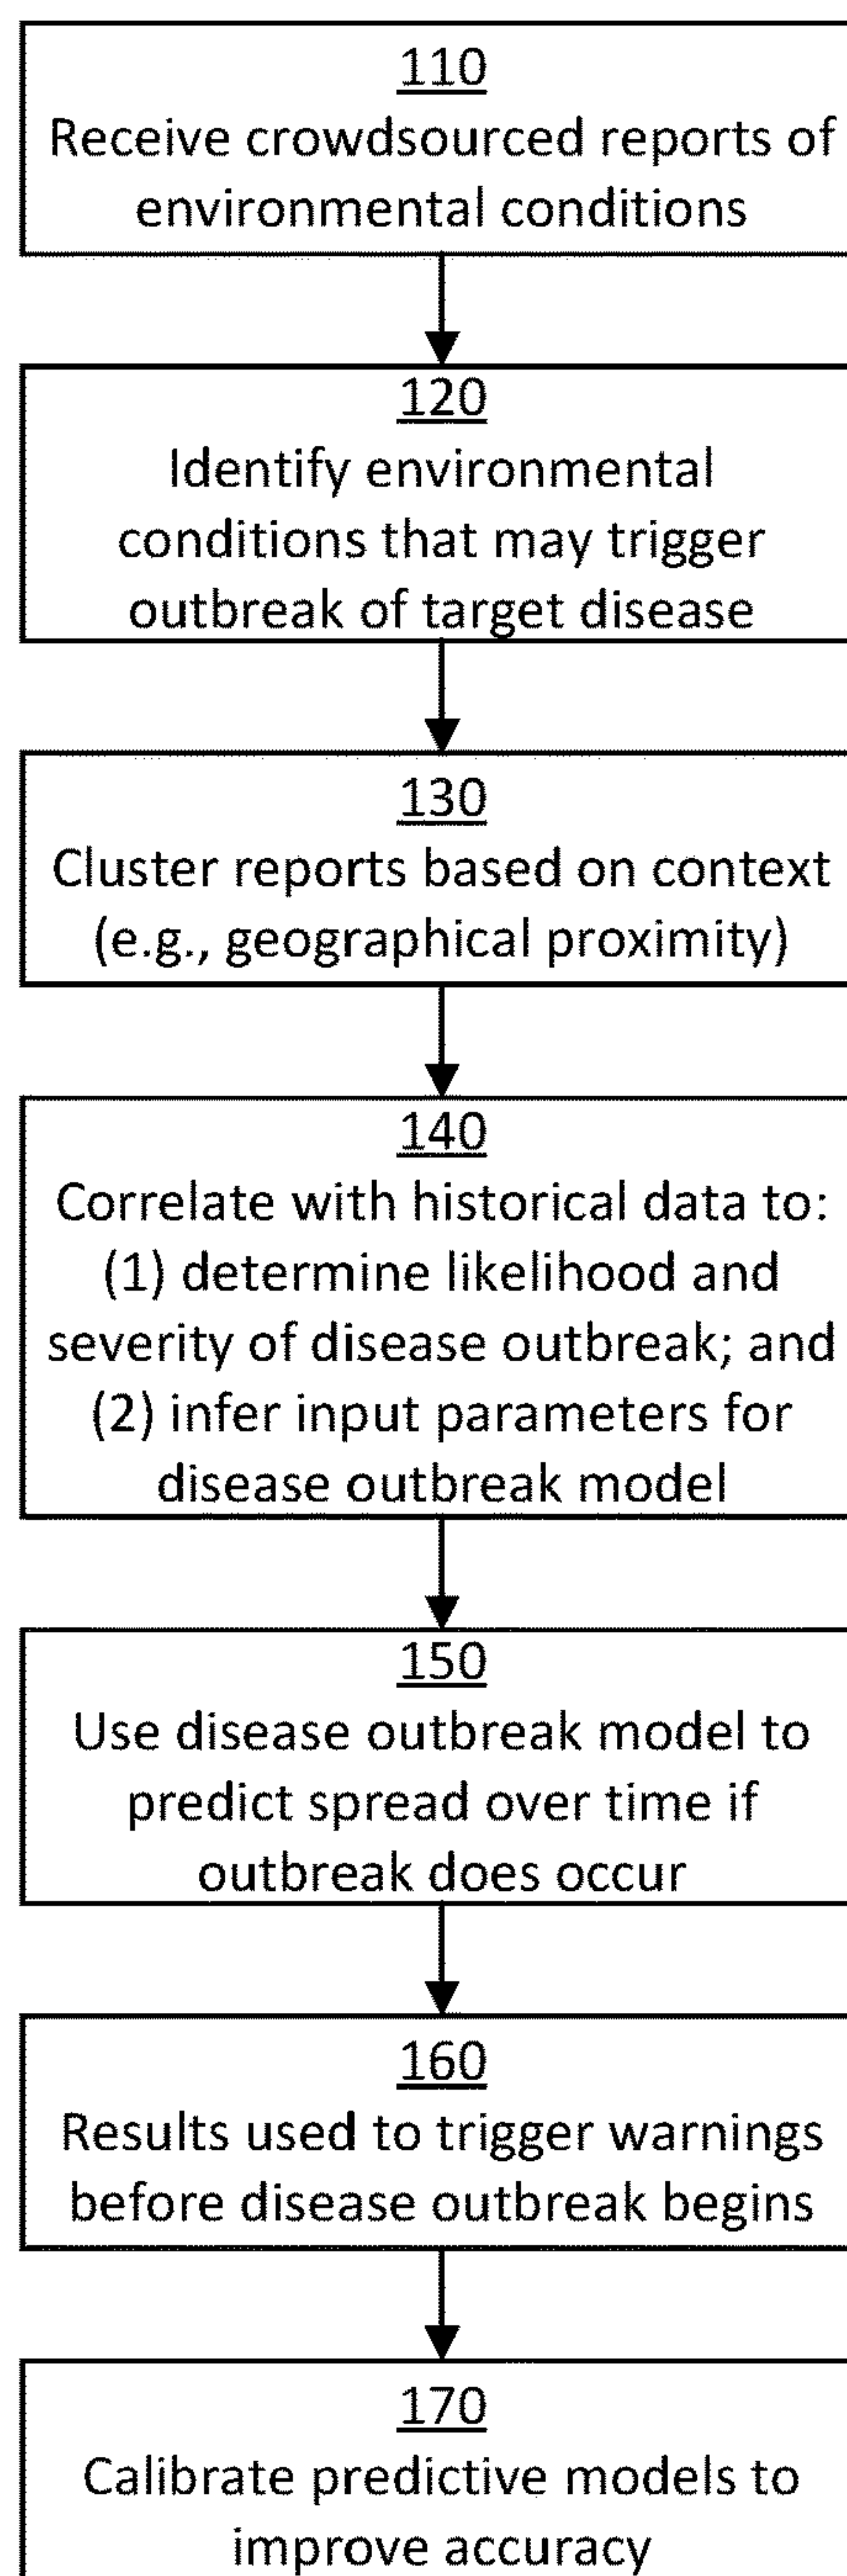 110
Receive crowdsourced reports of
environmental conditions
120
Identify environmental
conditions that may trigger
outbreak of target disease
130
Cluster reports based on context
(e.g., geographical proximity)
140
Correlate with historical data to:
(1) determine likelihood and
severity of disease outbreak; and
(2) infer input parameters for
disease outbreak model
150
Use disease outbreak model to
predict spread over time if
outbreak does occur
160
Results used to trigger warnings
before disease outbreak begins
170
Calibrate predictive models to
improve accuracy